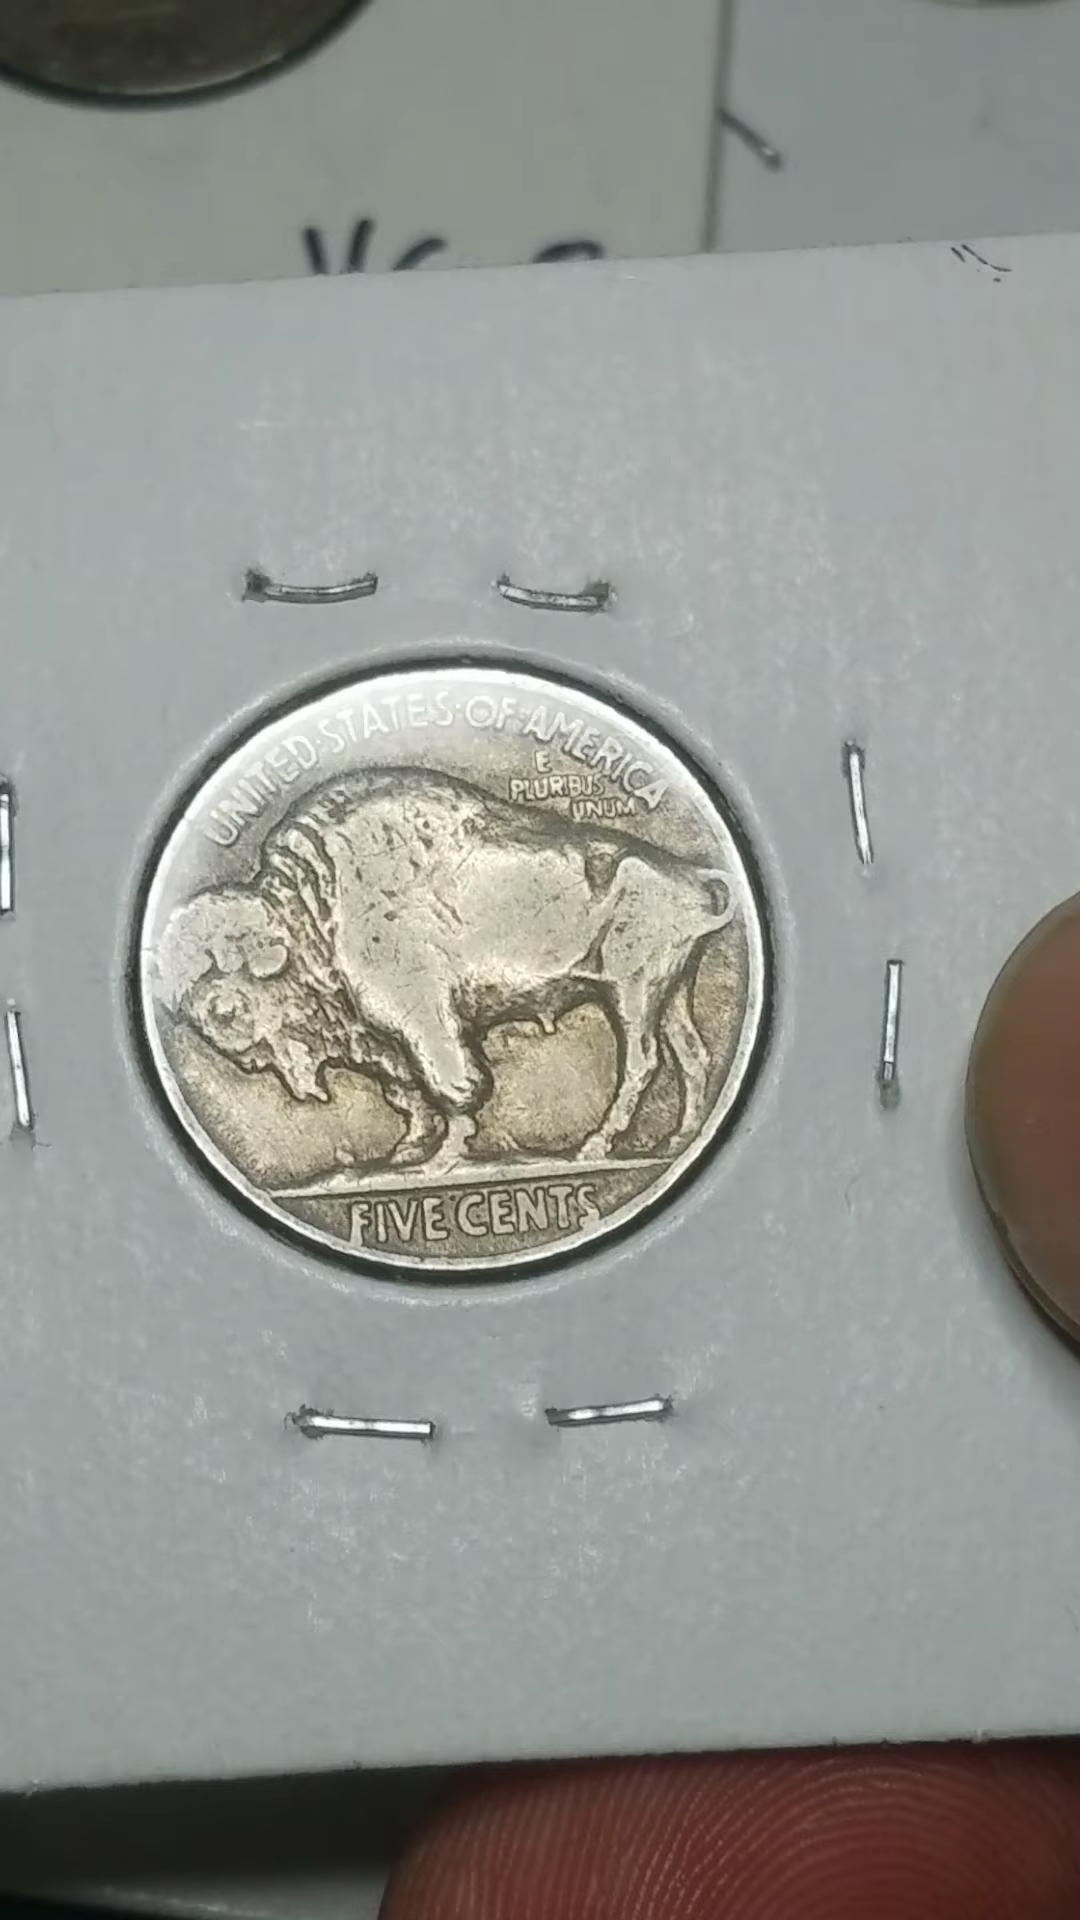 UNITED·STATES·OF·AMERICA
E
PLURIBUS
UNUM
FIVE CENTS